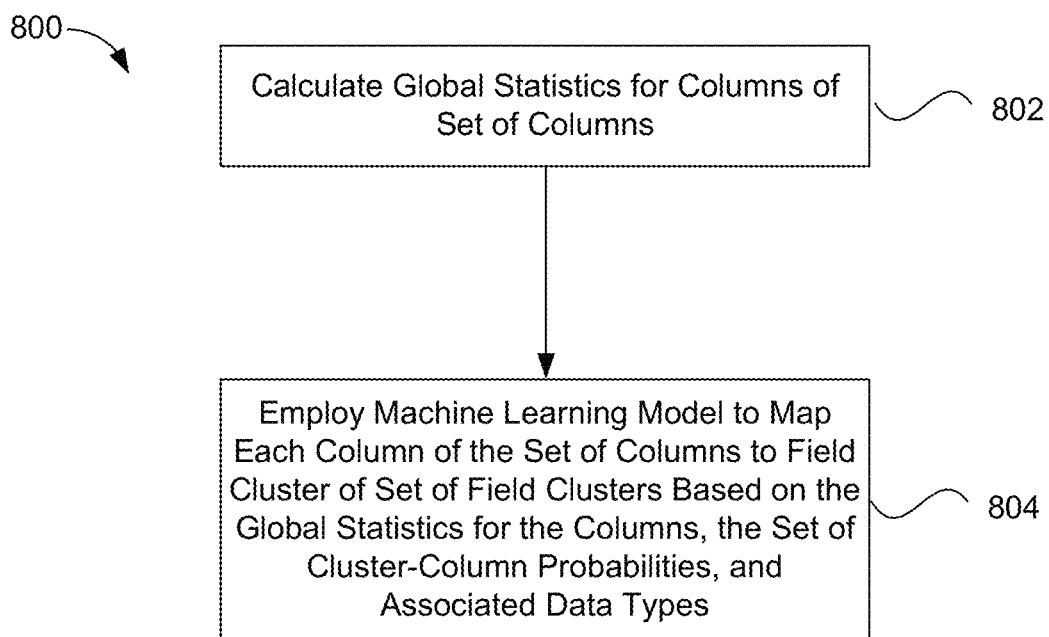 800
Calculate Global Statistics for Columns of
Set of Columns
802
Employ Machine Learning Model to Map
Each Column of the Set of Columns to Field
Cluster of Set of Field Clusters Based on the
Global Statistics for the Columns, the Set of
Cluster-Column Probabilities, and
Associated Data Types
804